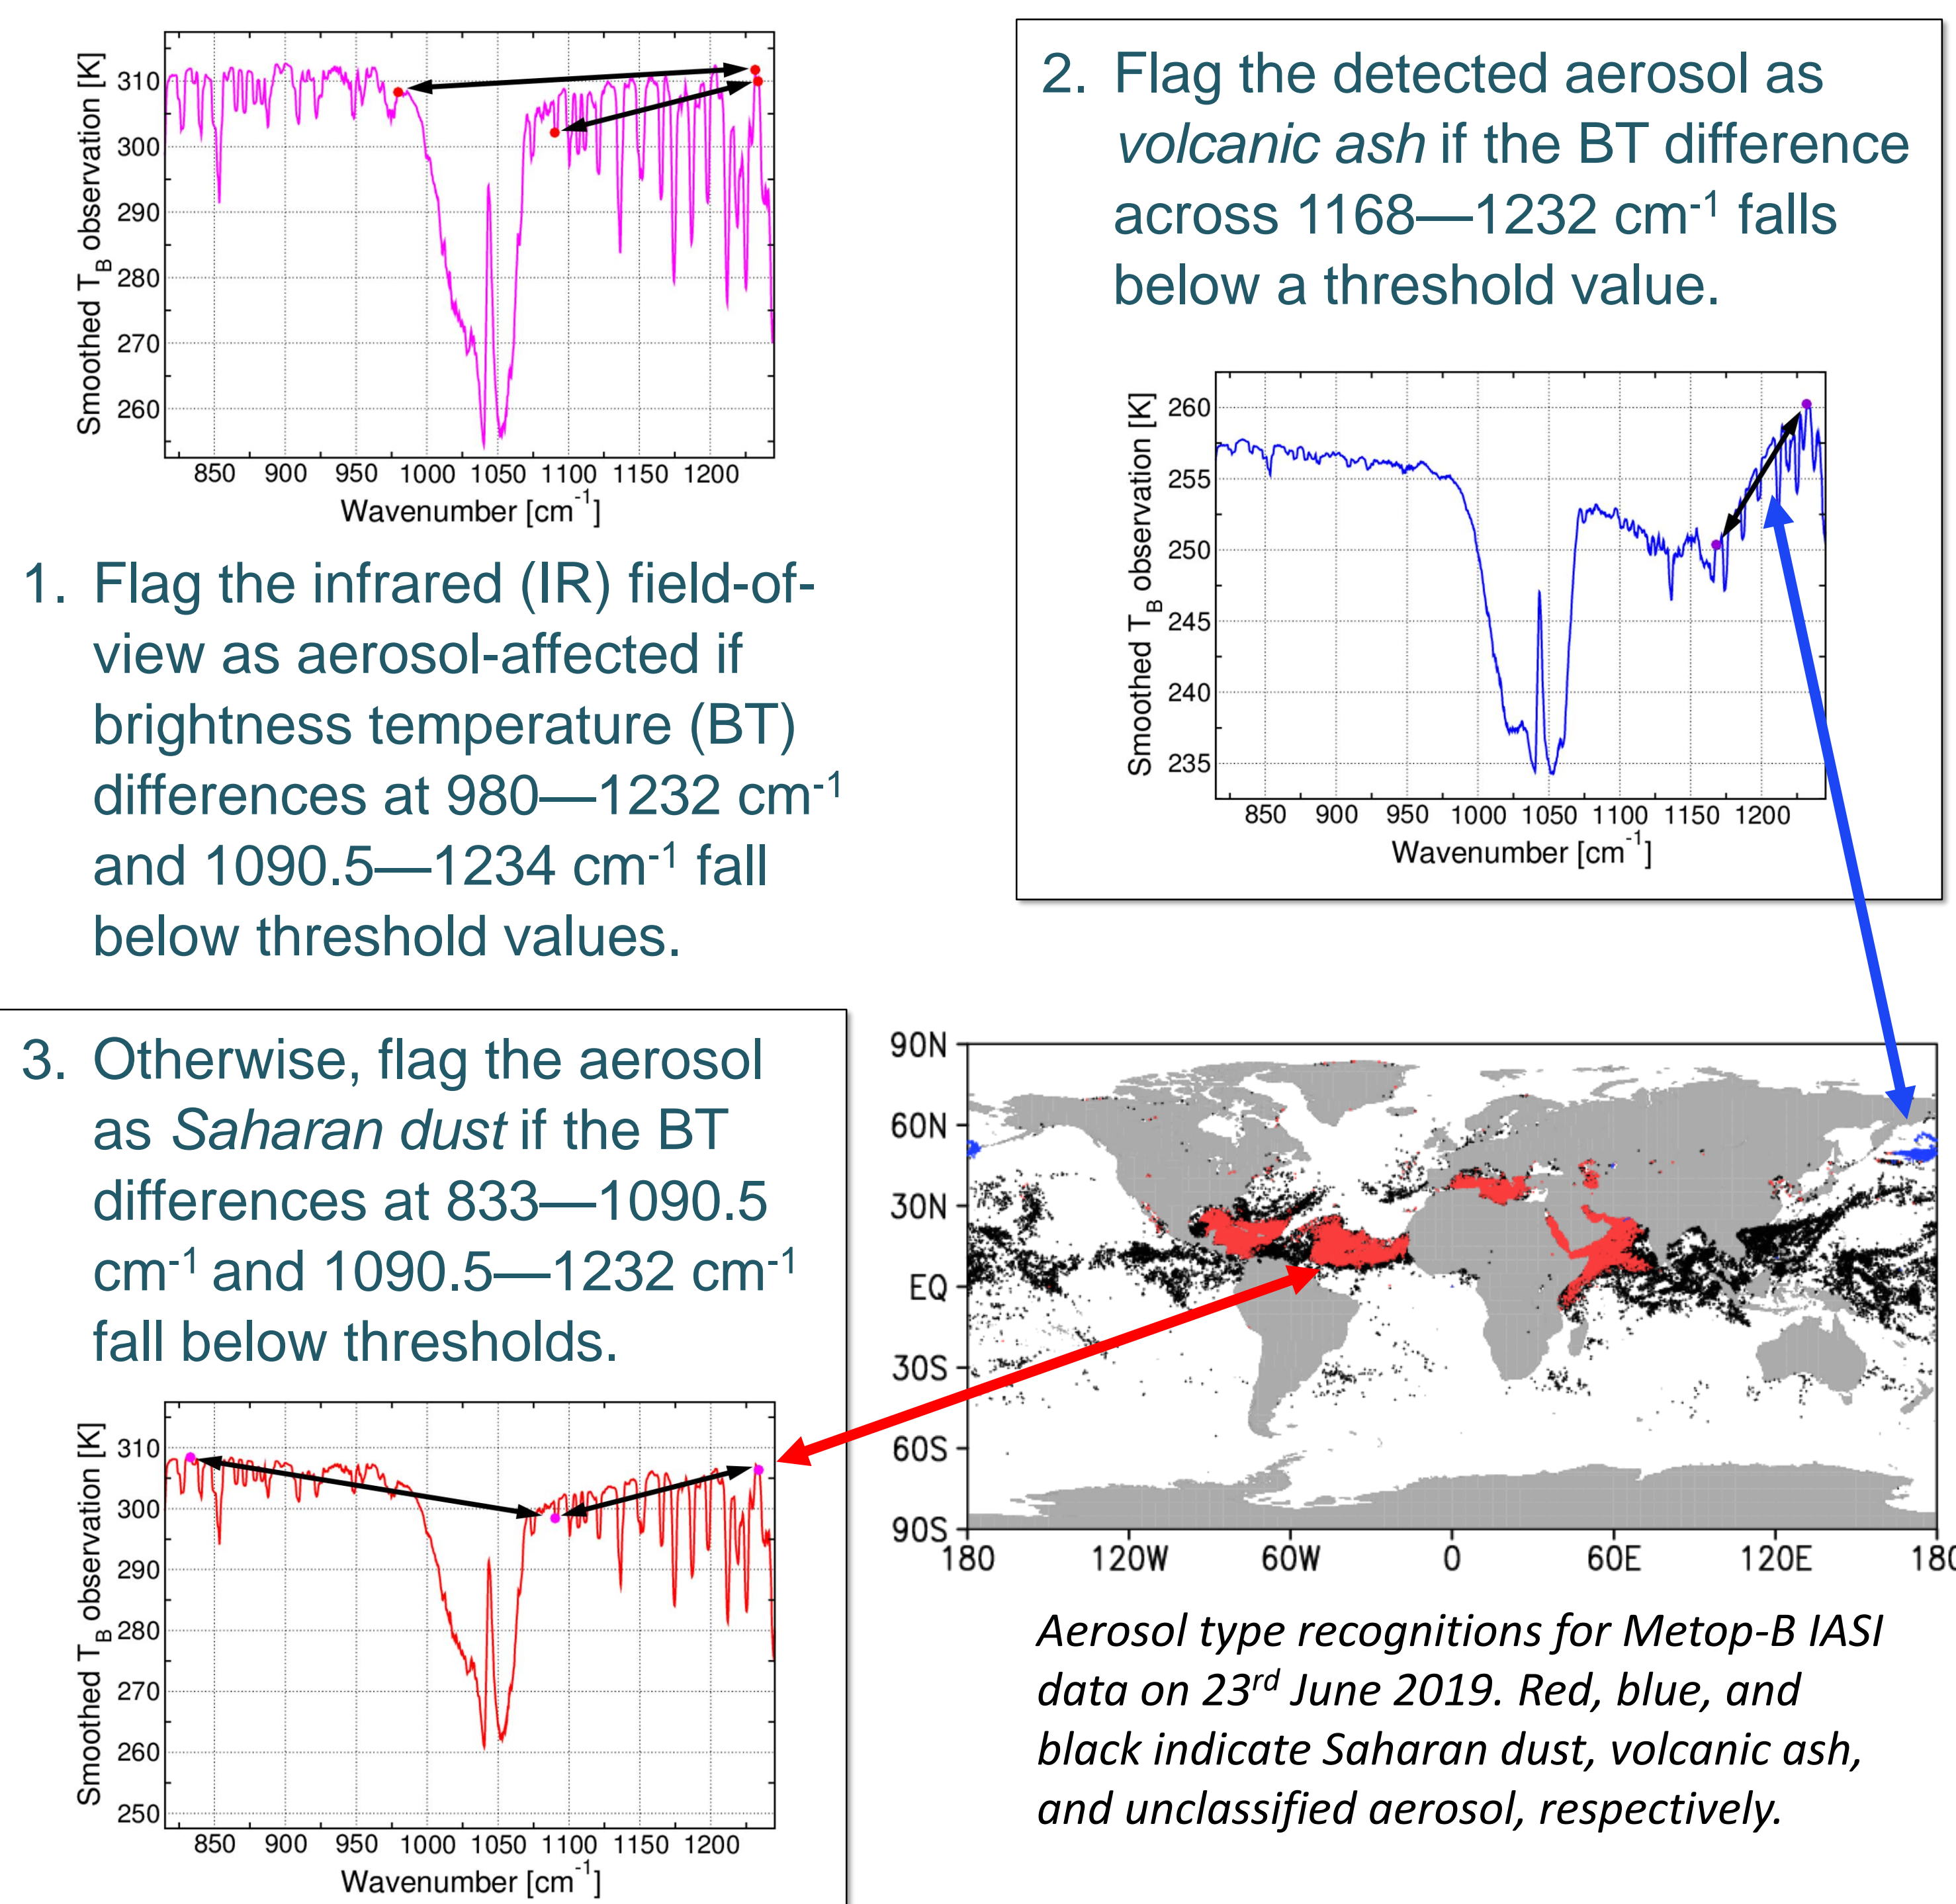 310
300
290
280
270
260
Smoothed T_B observation [K]
850 900 950 1000 1050 1100 1150 1200
Wavenumber [cm⁻¹]
1. Flag the infrared (IR) field-of-
view as aerosol-affected if
brightness temperature (BT)
differences at 980—1232 cm⁻¹
and 1090.5—1234 cm⁻¹ fall
below threshold values.
2. Flag the detected aerosol as
volcanic ash if the BT difference
across 1168—1232 cm⁻¹ falls
below a threshold value.
260
255
250
245
240
235
Smoothed T_B observation [K]
850 900 950 1000 1050 1100 1150 1200
Wavenumber [cm⁻¹]
3. Otherwise, flag the aerosol
as Saharan dust if the BT
differences at 833—1090.5
cm⁻¹ and 1090.5—1232 cm⁻¹
fall below thresholds.
310
300
290
280
270
260
250
Smoothed T_B observation [K]
850 900 950 1000 1050 1100 1150 1200
Wavenumber [cm⁻¹]
90N
60N
30N
EQ
30S
60S
90S
180 120W 60W 0 60E 120E 180
Aerosol type recognitions for Metop-B IASI
data on 23rd June 2019. Red, blue, and
black indicate Saharan dust, volcanic ash,
and unclassified aerosol, respectively.